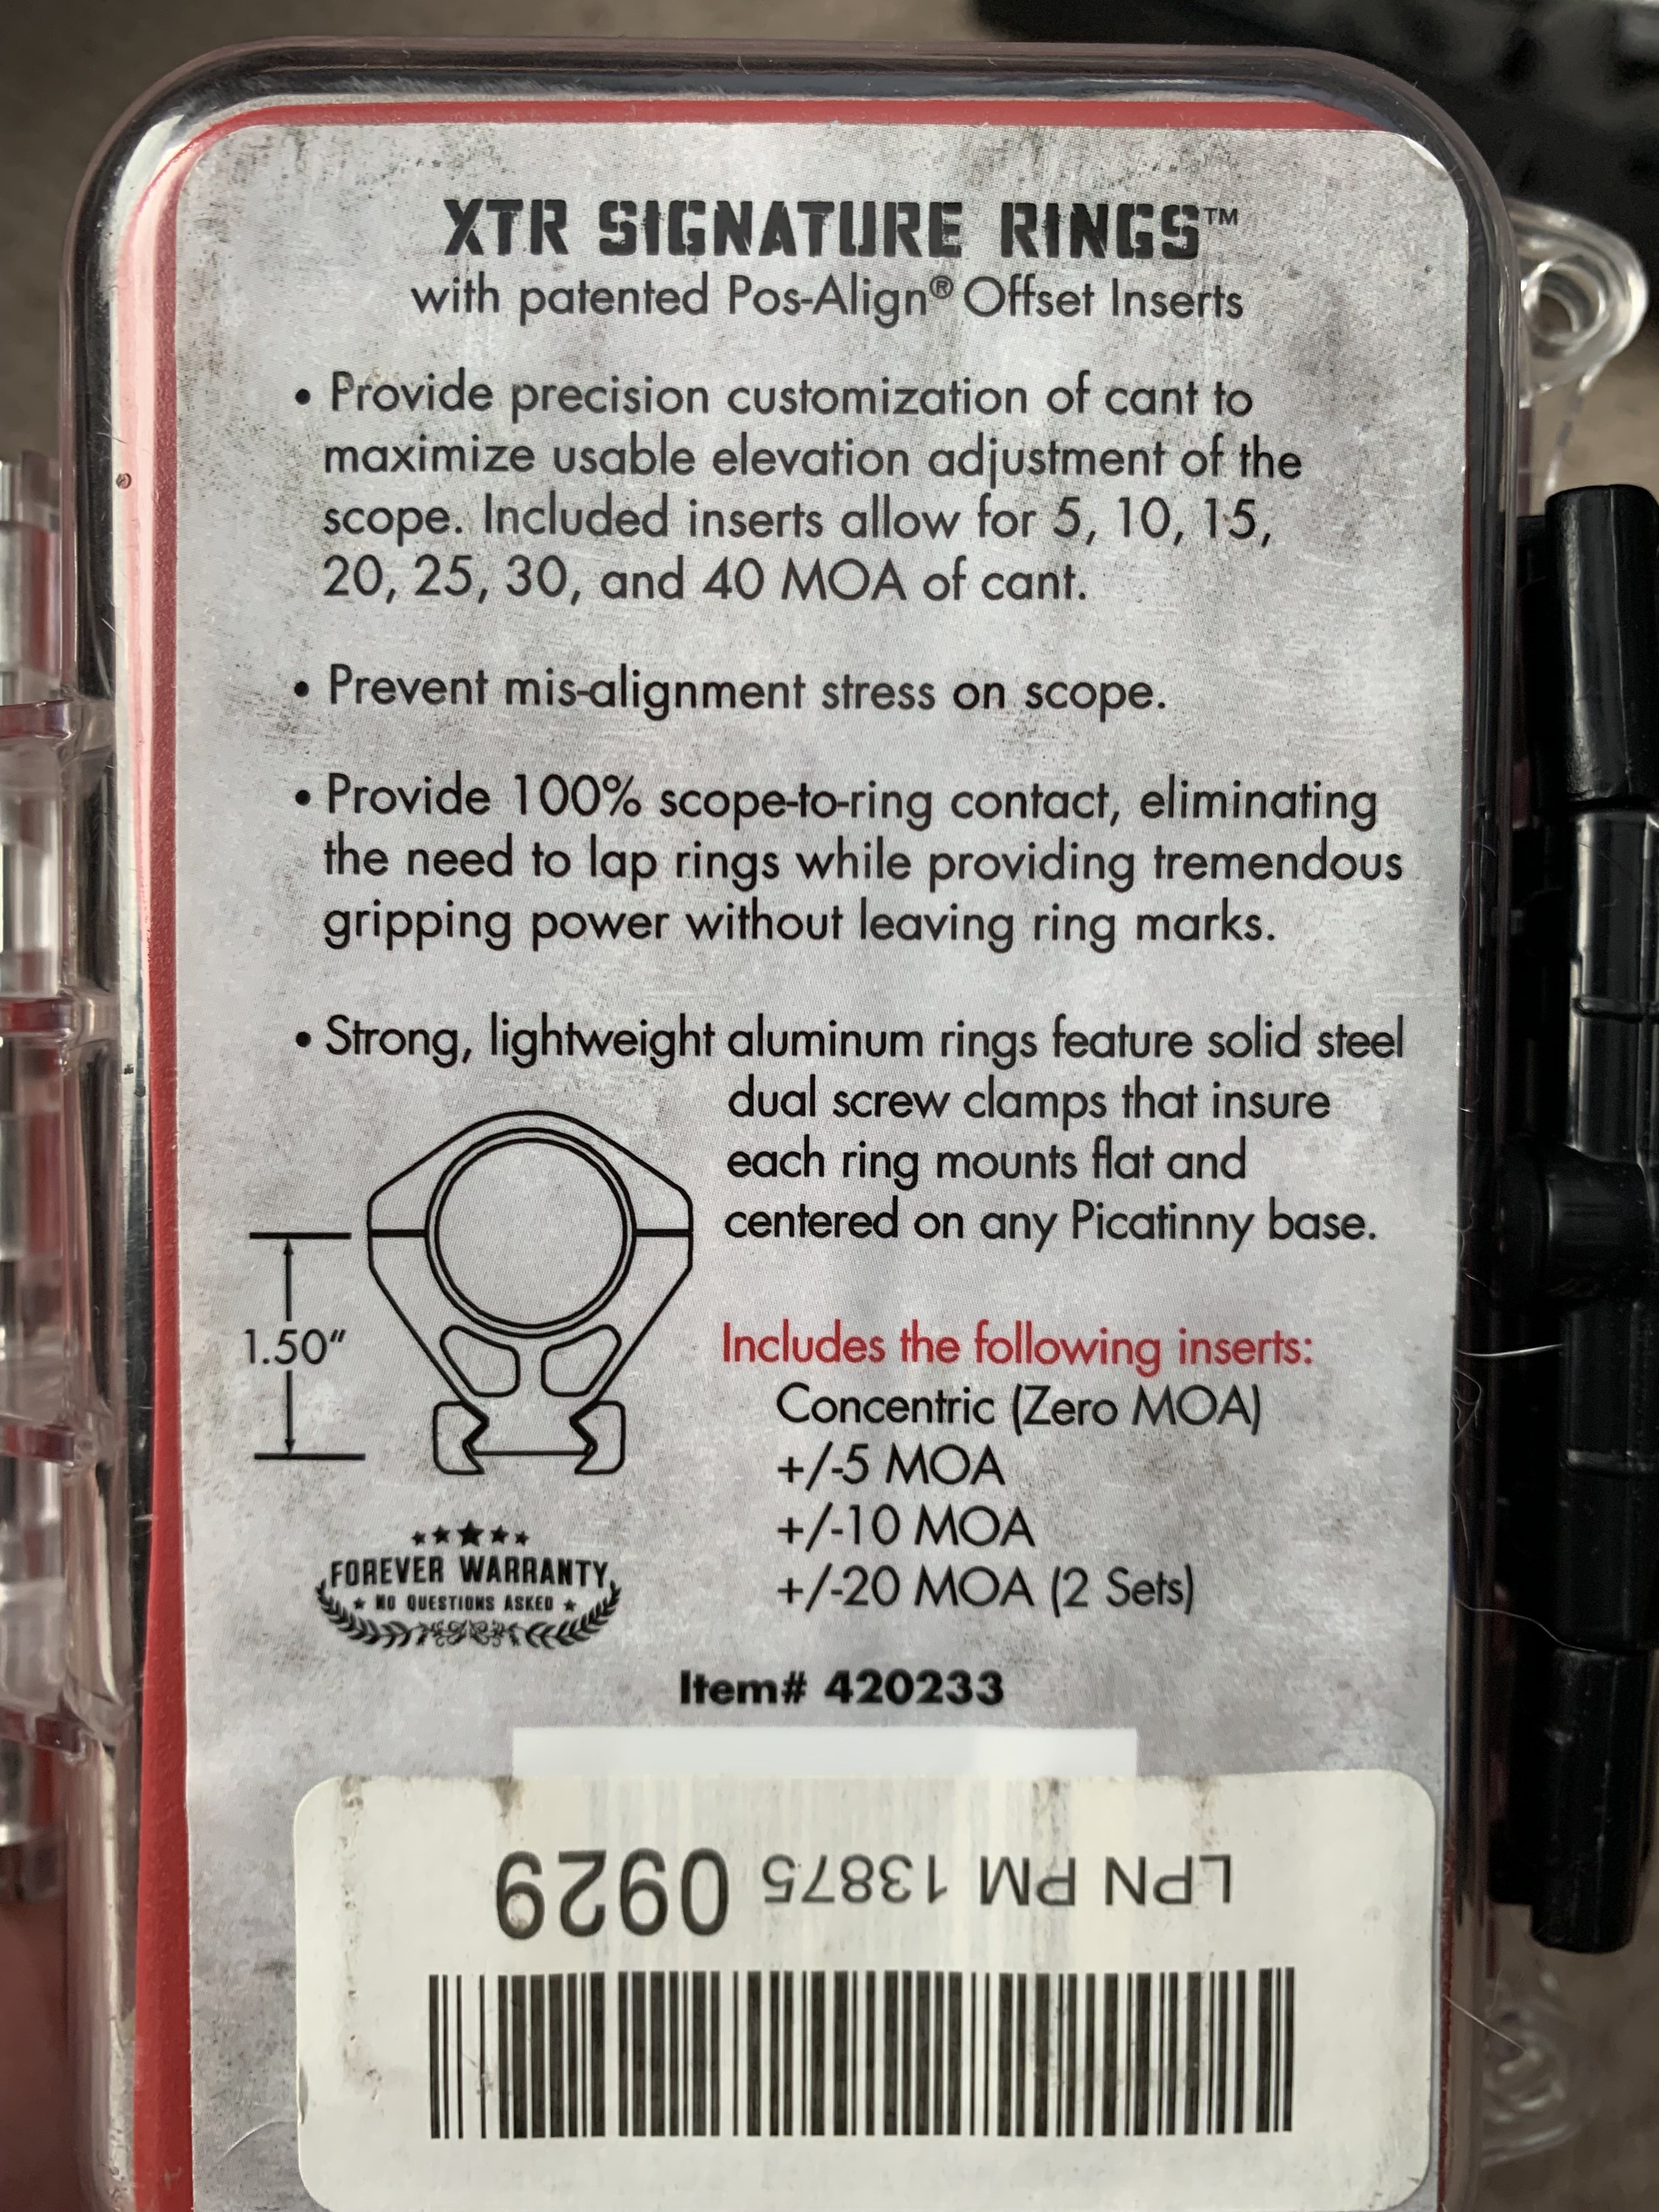 XTR SIGNATURE RINGS™
with patented Pos-Align® Offset Inserts
• Provide precision customization of cant to
maximize usable elevation adjustment of the
scope. Included inserts allow for 5, 10, 15,
20, 25, 30, and 40 MOA of cant.
• Prevent mis-alignment stress on scope.
• Provide 100% scope-to-ring contact, eliminating
the need to lap rings while providing tremendous
gripping power without leaving ring marks.
• Strong, lightweight aluminum rings feature solid steel
dual screw clamps that insure
each ring mounts flat and
centered on any Picatinny base.
1.50"
Includes the following inserts:
Concentric (Zero MOA)
+/-5 MOA
+/-10 MOA
+/-20 MOA (2 Sets)
FOREVER WARRANTY
NO QUESTIONS ASKED
Item# 420233
LPN PM 13875 0929